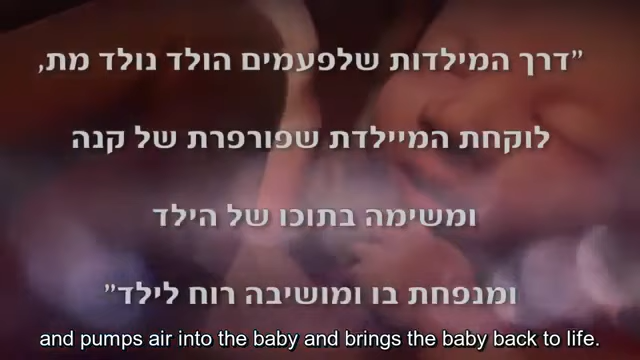 "דרך המילדות שלפעמים הולד נולד מת,
לוקחת המיילדת שפורפרת של קנה
ומשימה בתוכו של הילד
ומנפחת בו ומושיבה רוח לילד"
and pumps air into the baby and brings the baby back to life.